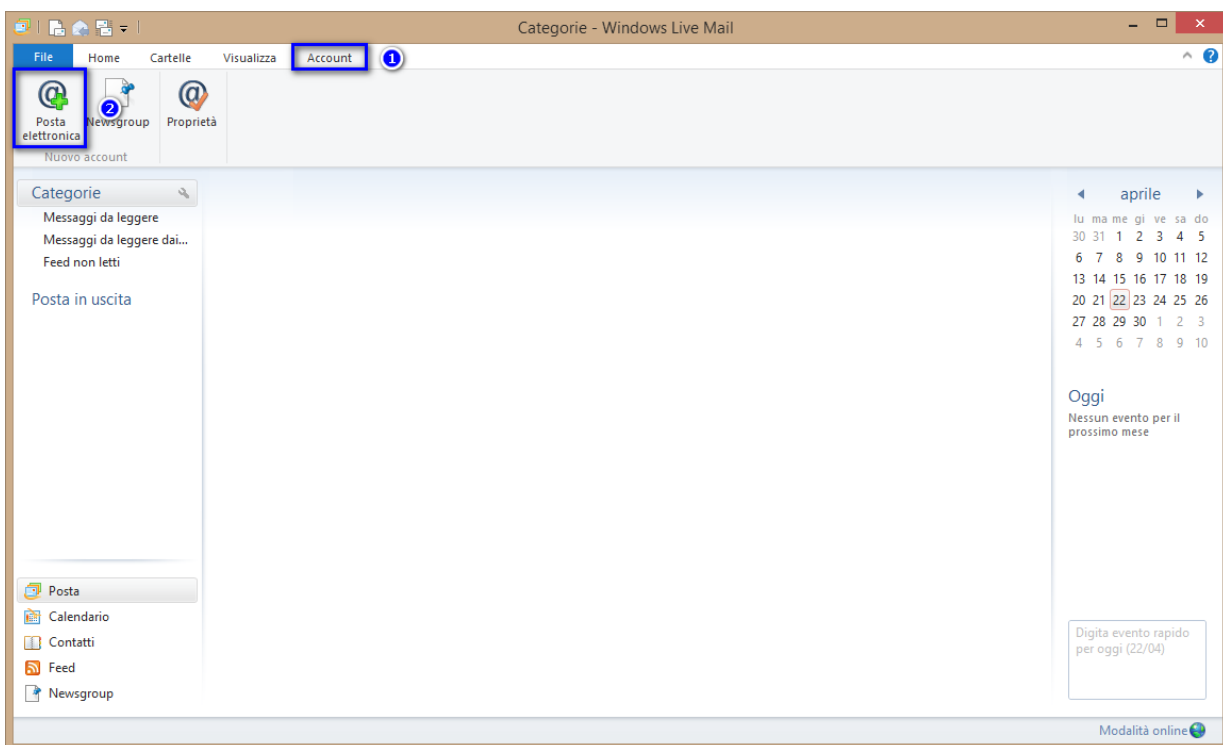 Categorie - Windows Live Mail
File Home Cartelle Visualizza Account 1
2
Posta elettronica
Newsgroup
Proprietà
Nuovo account
Categorie
Messaggi da leggere
Messaggi da leggere dai...
Feed non letti
Posta in uscita
Posta
Calendario
Contatti
Feed
Newsgroup
aprile
lu ma me gi ve sa do
30 31 1 2 3 4 5
6 7 8 9 10 11 12
13 14 15 16 17 18 19
20 21 22 23 24 25 26
27 28 29 30 1 2 3
4 5 6 7 8 9 10
Oggi
Nessun evento per il
prossimo mese
Digita evento rapido
per oggi (22/04)
Modalità online